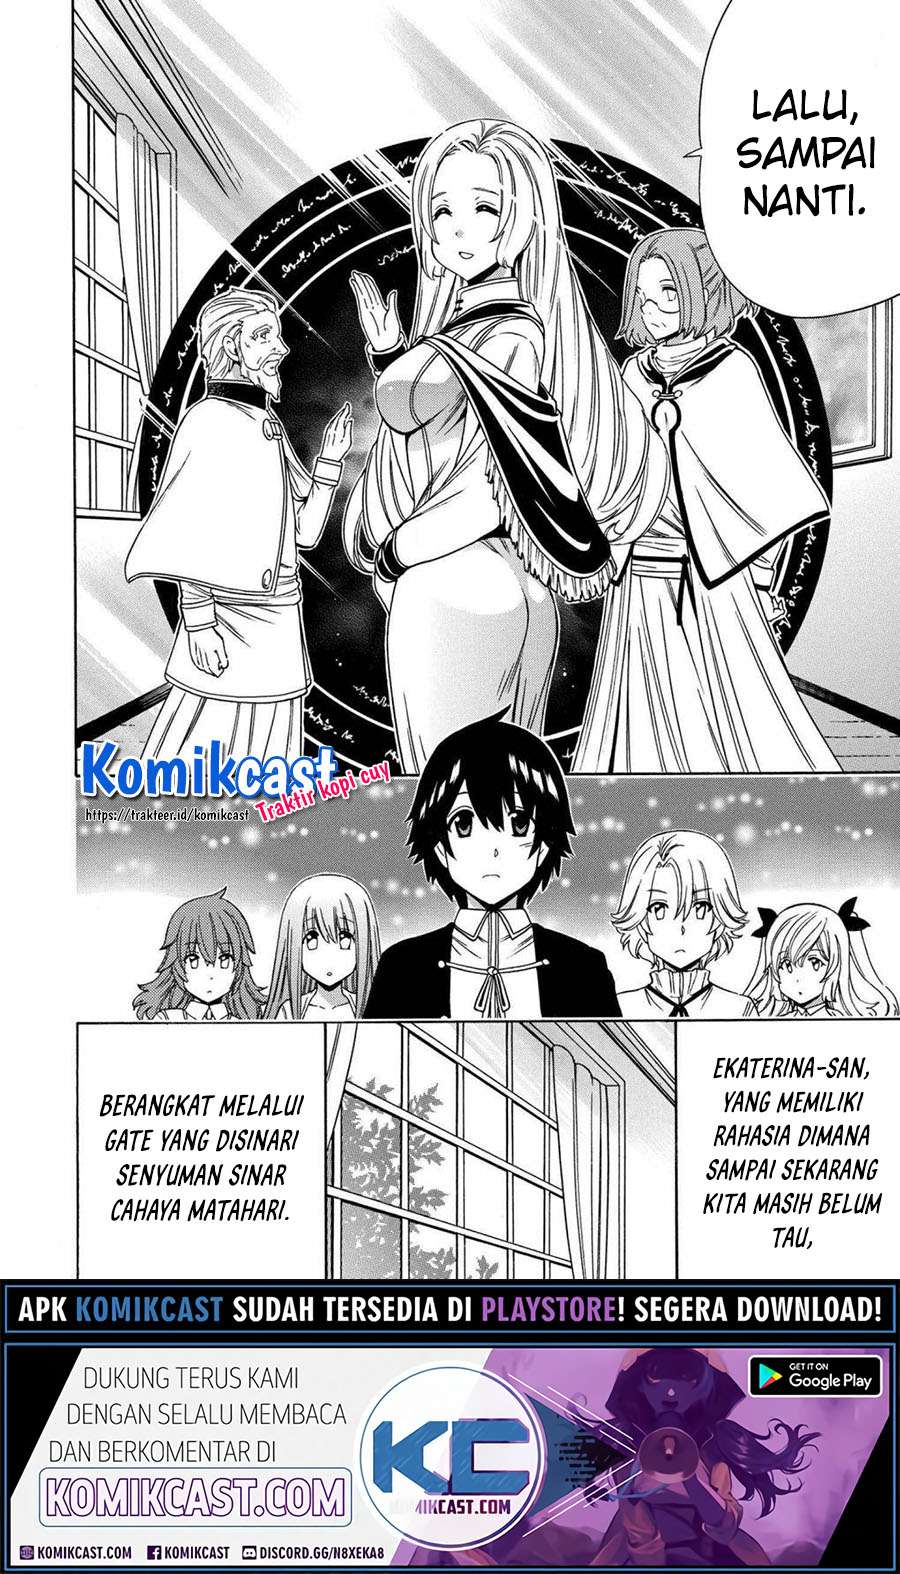 LALU,
SAMPAI
NANTI.
Komikcast
Traktir kopi cuy
https://trakteer.id/komikcast
EKATERINA-SAN,
YANG MEMILIKI
RAHASIA DIMANA
SAMPAI SEKARANG
KITA MASIH BELUM
TAU,
BERANGKAT MELALUI
GATE YANG DISINARI
SENYUMAN SINAR
CAHAYA MATAHARI.
APK KOMIKCAST SUDAH TERSEDIA DI PLAYSTORE! SEGERA DOWNLOAD!
DUKUNG TERUS KAMI
DENGAN SELALU MEMBACA
DAN BERKOMENTAR DI
KOMIKCAST.COM
KOMIKCAST.COM KOMIKCAST DISCORD.GG/N8XEKA8
KC
KOMIKCAST.COM
GET IT ON
Google Play